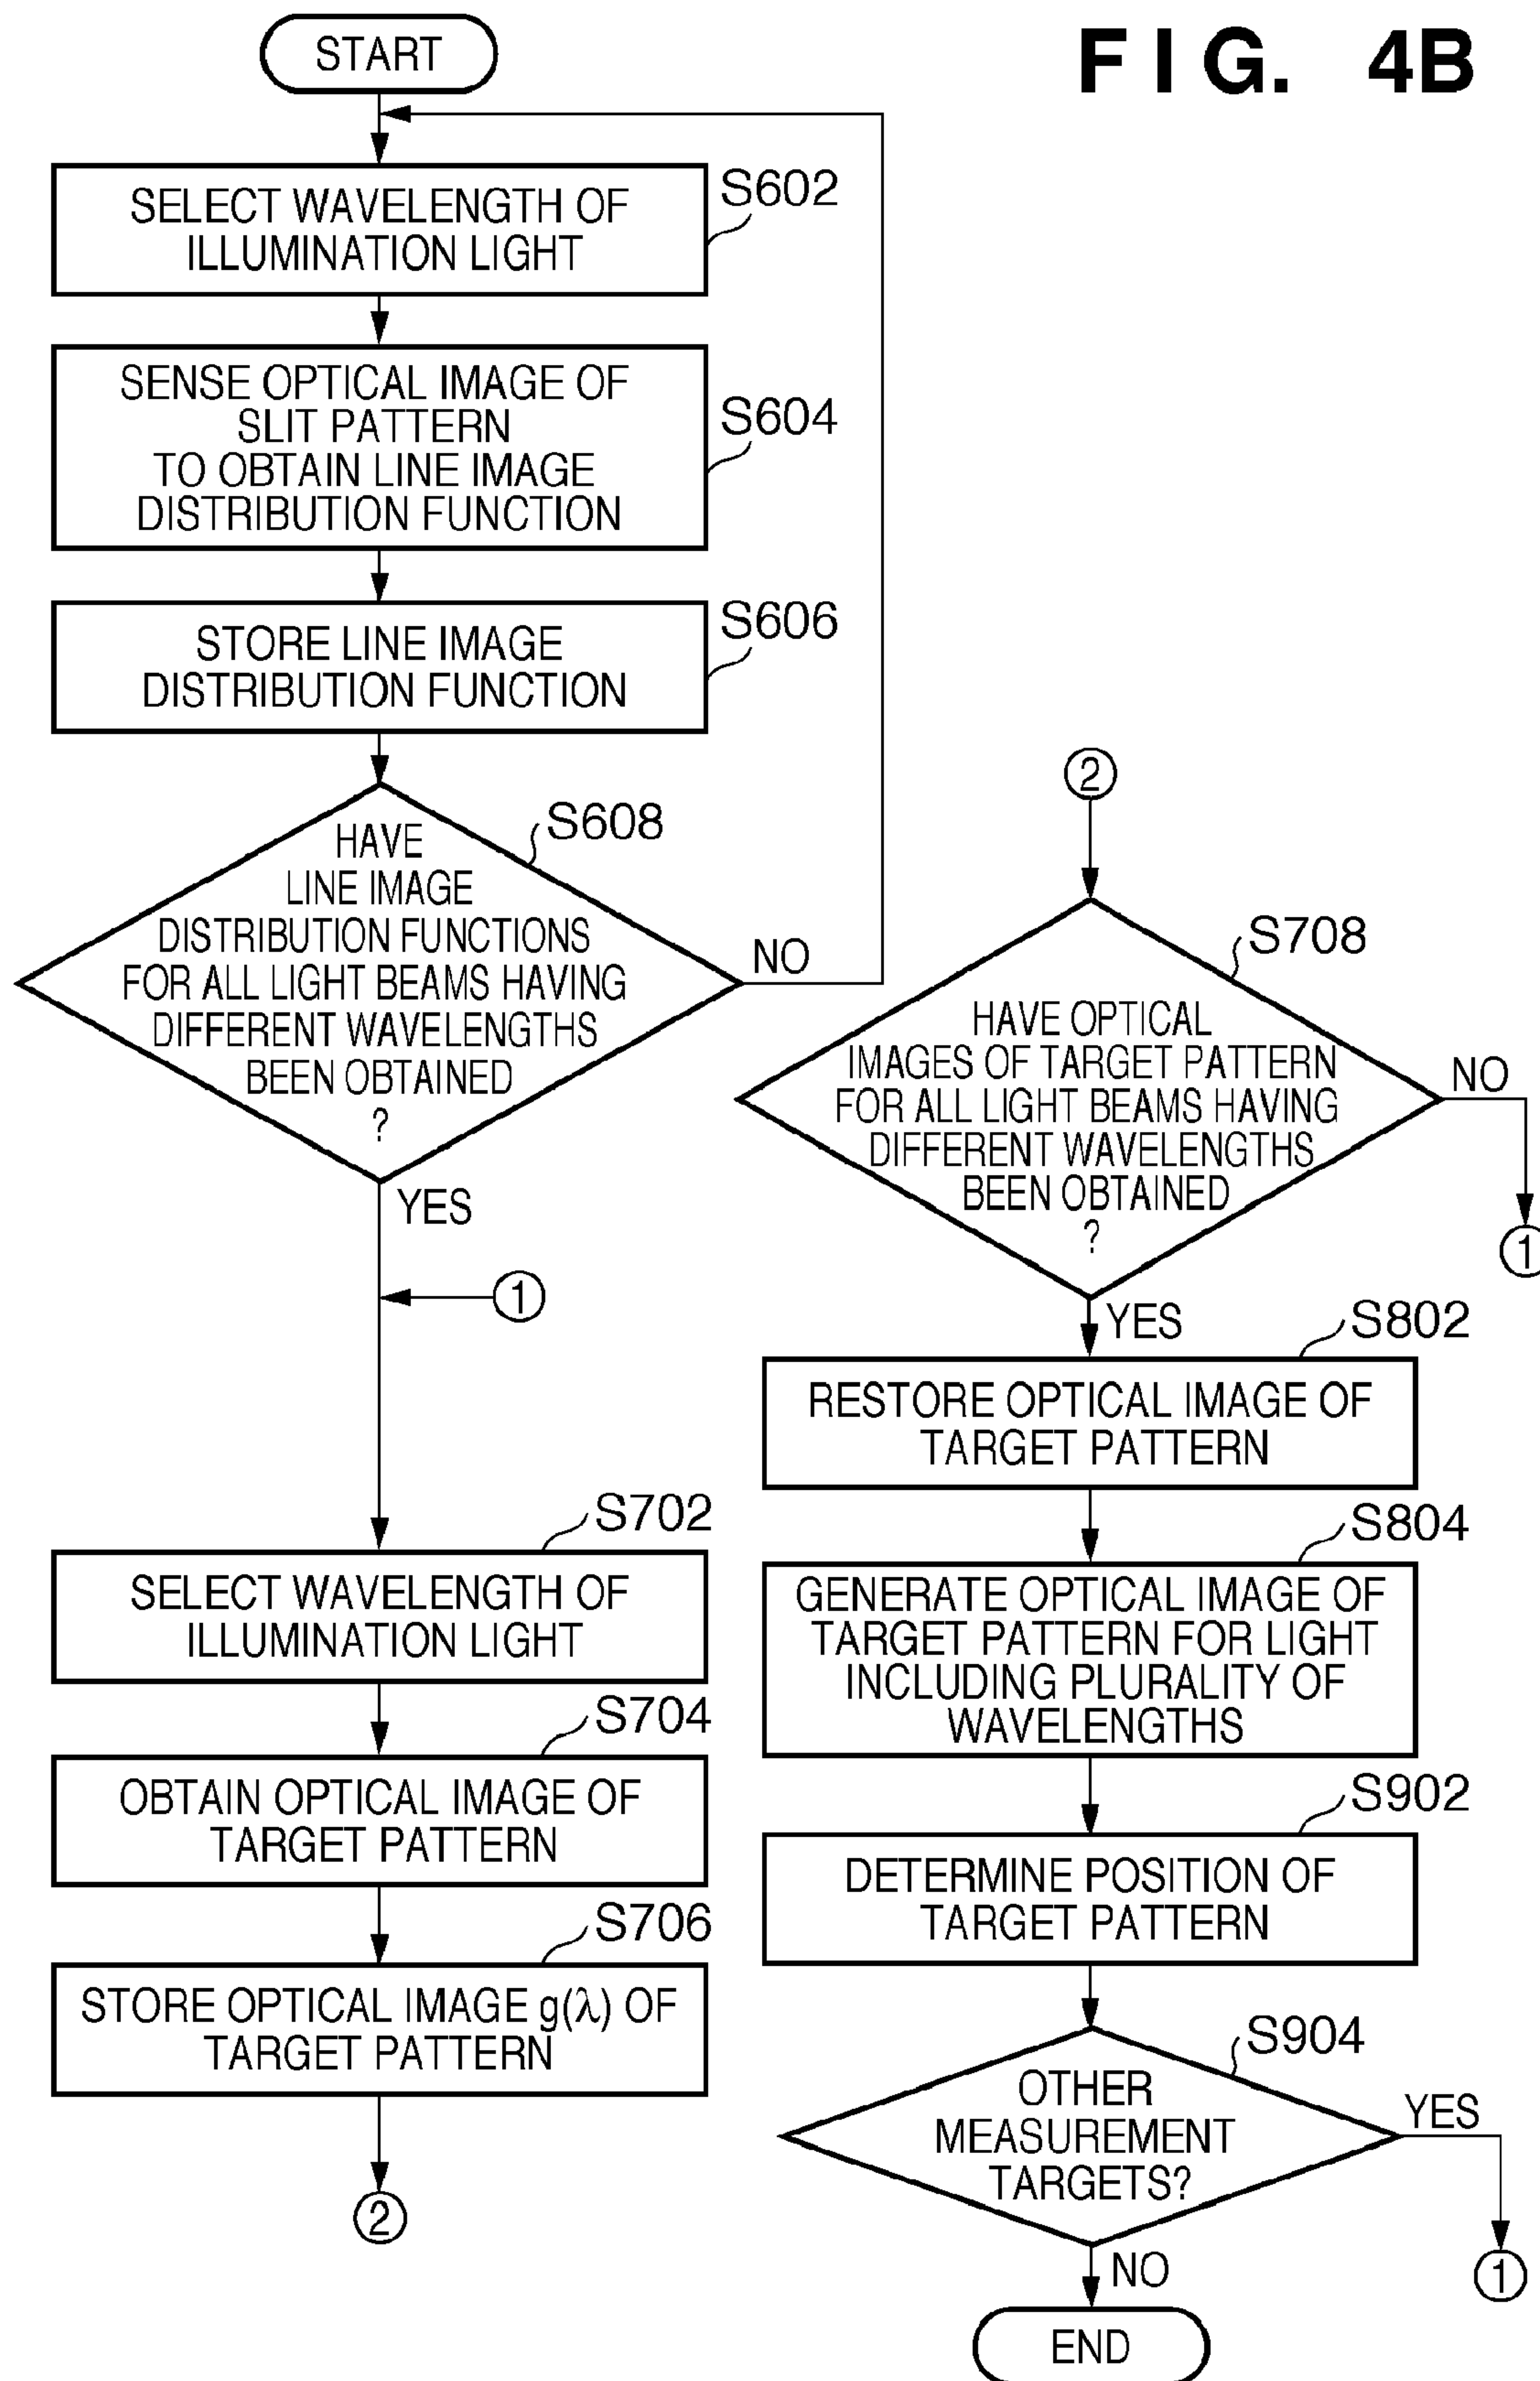 FIG. 4B
START
SELECT WAVELENGTH OF
ILLUMINATION LIGHT
S602
SENSE OPTICAL IMAGE OF
SLIT PATTERN
TO OBTAIN LINE IMAGE
DISTRIBUTION FUNCTION
S604
STORE LINE IMAGE
DISTRIBUTION FUNCTION
S606
HAVE
LINE IMAGE
DISTRIBUTION FUNCTIONS
FOR ALL LIGHT BEAMS HAVING
DIFFERENT WAVELENGTHS
BEEN OBTAINED
?
S608
NO
YES
1
S702
SELECT WAVELENGTH OF
ILLUMINATION LIGHT
S704
OBTAIN OPTICAL IMAGE OF
TARGET PATTERN
S706
STORE OPTICAL IMAGE g(λ) OF
TARGET PATTERN
2
2
S708
HAVE OPTICAL
IMAGES OF TARGET PATTERN
FOR ALL LIGHT BEAMS HAVING
DIFFERENT WAVELENGTHS
BEEN OBTAINED
?
NO
1
YES
S802
RESTORE OPTICAL IMAGE OF
TARGET PATTERN
S804
GENERATE OPTICAL IMAGE OF
TARGET PATTERN FOR LIGHT
INCLUDING PLURALITY OF
WAVELENGTHS
S902
DETERMINE POSITION OF
TARGET PATTERN
S904
OTHER
MEASUREMENT
TARGETS?
YES
1
NO
END